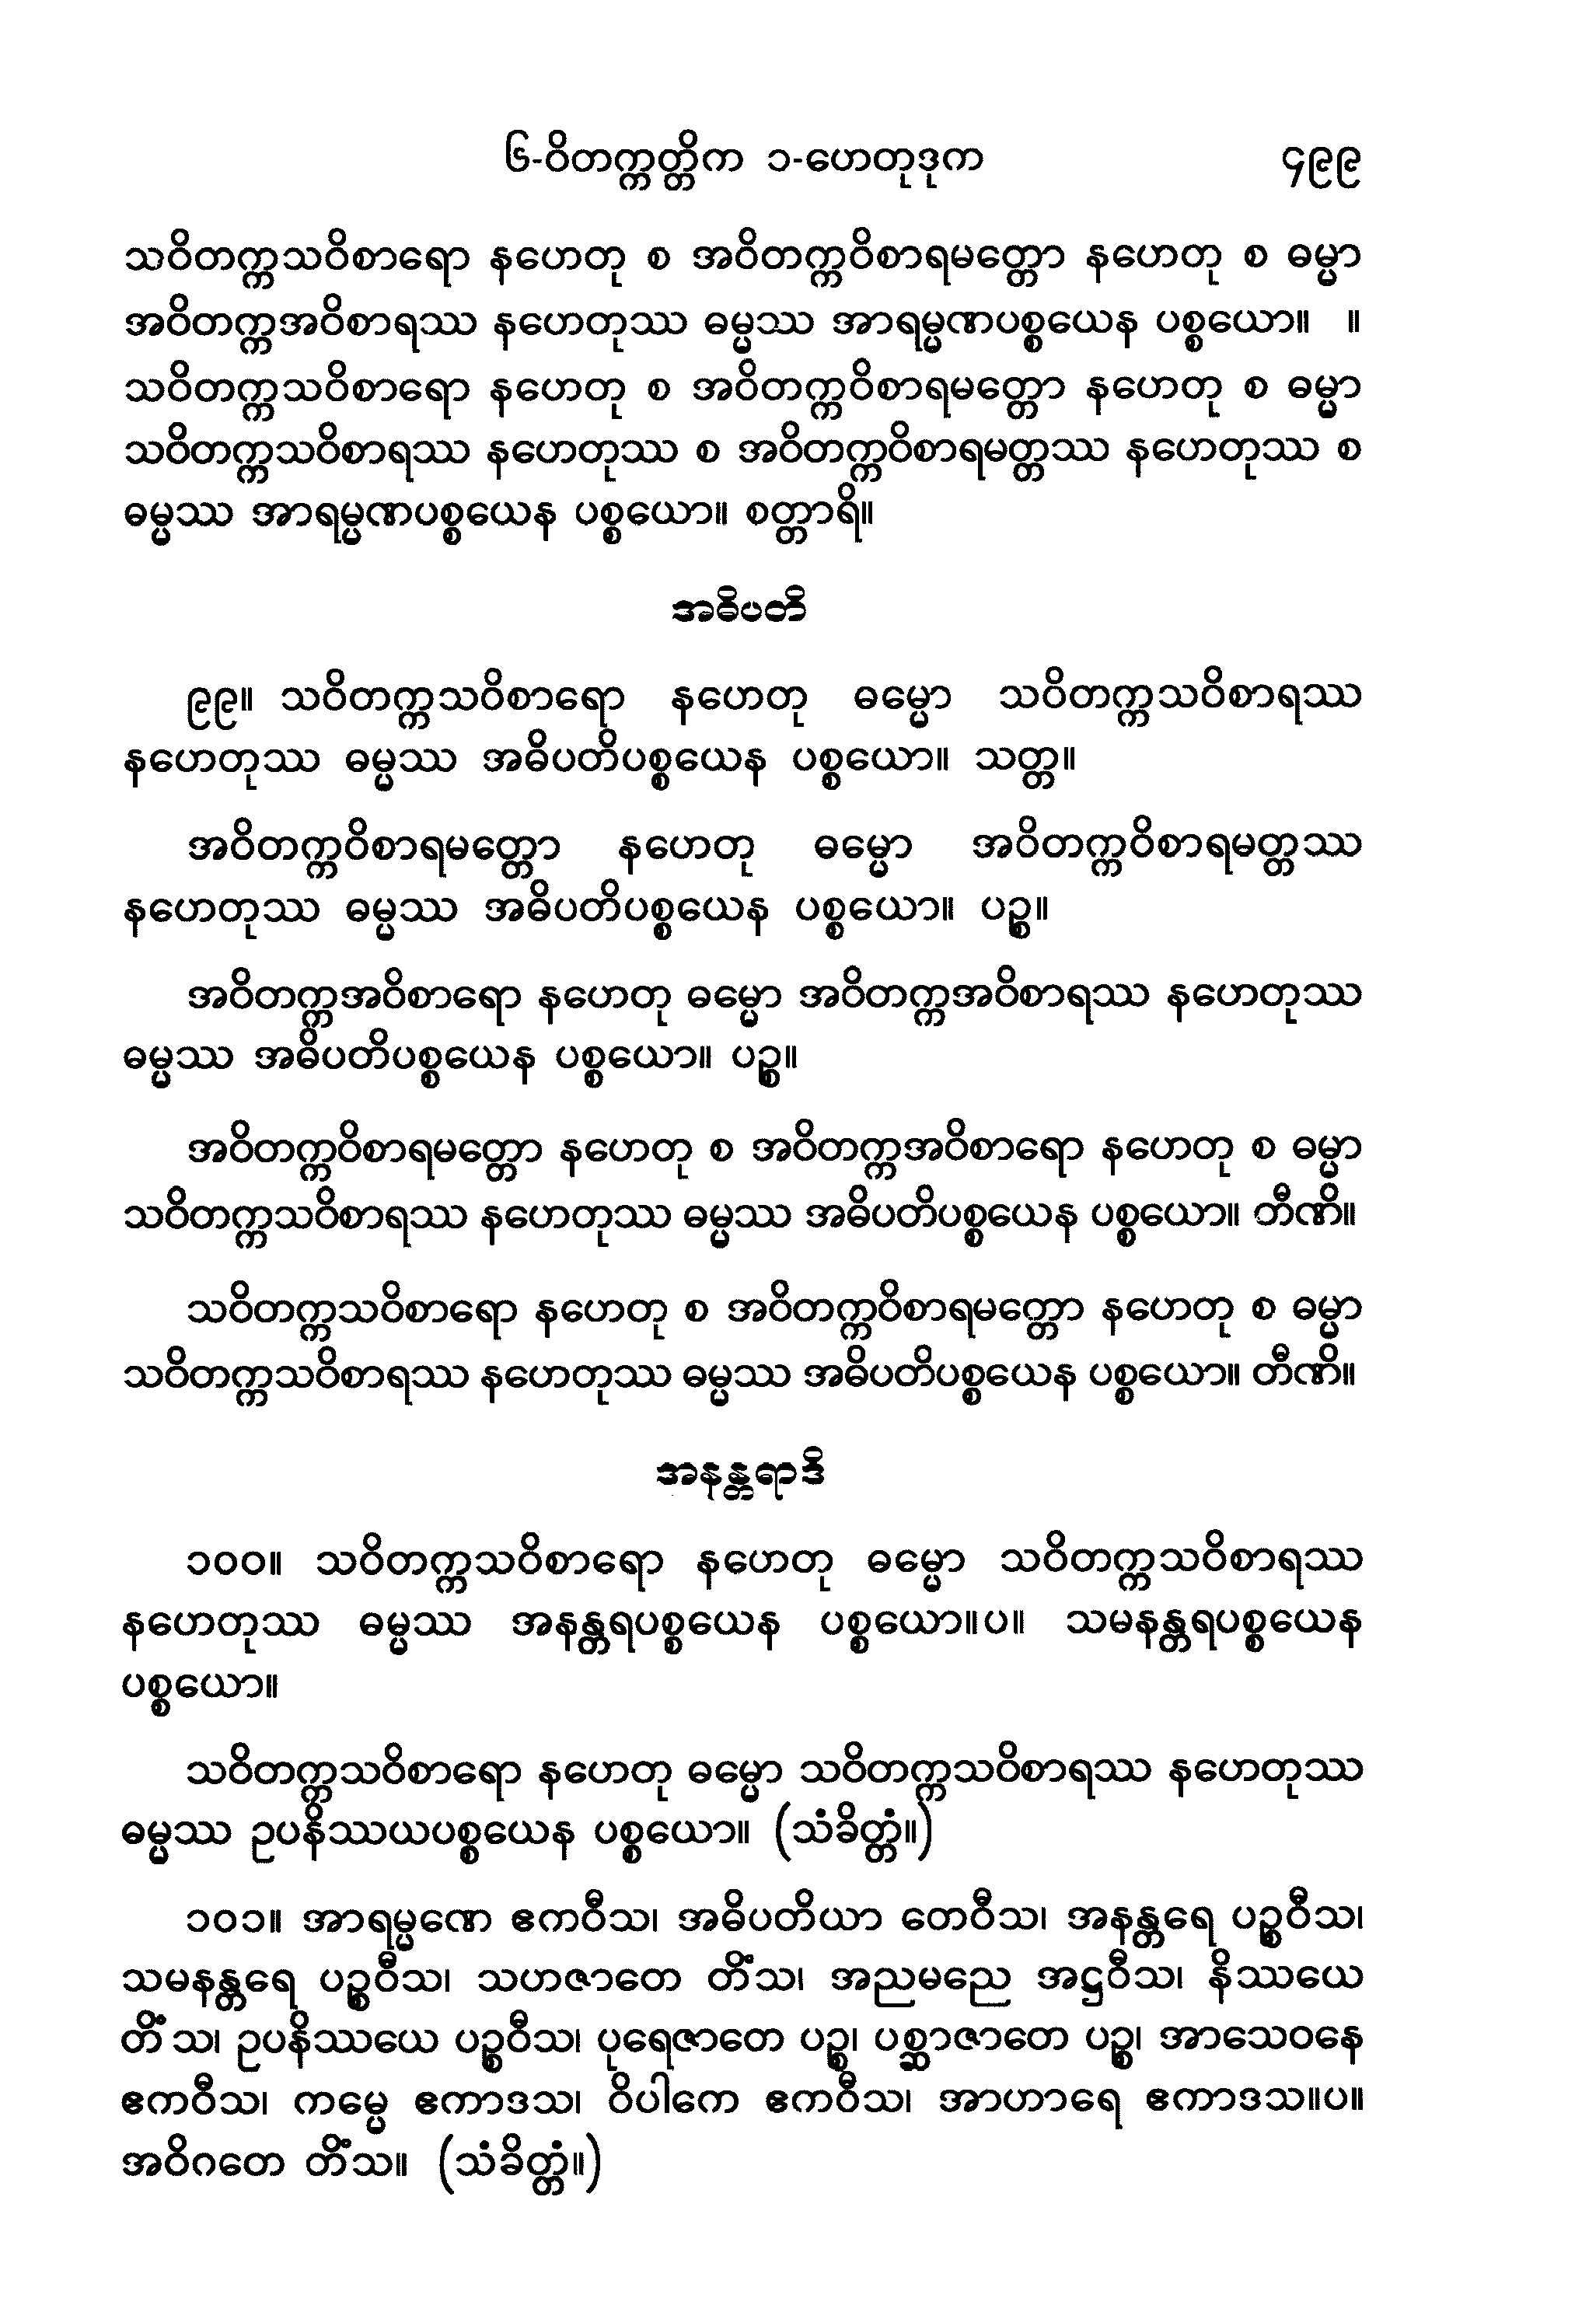 ၆-ဝိတက္ကတ္တိက ၁-ဟေတုဒုက ၄၉၉
သဝိတက္ကသဝိစာရော နဟေတု စ အဝိတက္ကဝိစာရမတ္တော နဟေတု စ ဓမ္မာ
အဝိတက္ကအဝိစာရဿ နဟေတုဿ ဓမ္မဿ အာရမ္မဏပစ္စယေန ပစ္စယော။ ။
သဝိတက္ကသဝိစာရော နဟေတု စ အဝိတက္ကဝိစာရမတ္တော နဟေတု စ ဓမ္မာ
သဝိတက္ကသဝိစာရဿ နဟေတုဿ စ အဝိတက္ကဝိစာရမတ္တဿ နဟေတုဿ စ
ဓမ္မဿ အာရမ္မဏပစ္စယေန ပစ္စယော။ စတ္တာရိ။
အဓိပတိ
၉၉။ သဝိတက္ကသဝိစာရော နဟေတု ဓမ္မော သဝိတက္ကသဝိစာရဿ
နဟေတုဿ ဓမ္မဿ အဓိပတိပစ္စယေန ပစ္စယော။ သတ္တ။
အဝိတက္ကဝိစာရမတ္တော နဟေတု ဓမ္မော အဝိတက္ကဝိစာရမတ္တဿ
နဟေတုဿ ဓမ္မဿ အဓိပတိပစ္စယေန ပစ္စယော။ ပဉ္စ။
အဝိတက္ကအဝိစာရော နဟေတု ဓမ္မော အဝိတက္ကအဝိစာရဿ နဟေတုဿ
ဓမ္မဿ အဓိပတိပစ္စယေန ပစ္စယော။ ပဉ္စ။
အဝိတက္ကဝိစာရမတ္တော နဟေတု စ အဝိတက္ကအဝိစာရော နဟေတု စ ဓမ္မာ
သဝိတက္ကသဝိစာရဿ နဟေတုဿ ဓမ္မဿ အဓိပတိပစ္စယေန ပစ္စယော။ တီဏိ။
သဝိတက္ကသဝိစာရော နဟေတု စ အဝိတက္ကဝိစာရမတ္တော နဟေတု စ ဓမ္မာ
သဝိတက္ကသဝိစာရဿ နဟေတုဿ ဓမ္မဿ အဓိပတိပစ္စယေန ပစ္စယော။ တီဏိ။
အနန္တရာဒိ
၁၀၀။ သဝိတက္ကသဝိစာရော နဟေတု ဓမ္မော သဝိတက္ကသဝိစာရဿ
နဟေတုဿ ဓမ္မဿ အနန္တရပစ္စယေန ပစ္စယော။ပ။ သမနန္တရပစ္စယေန
ပစ္စယော။
သဝိတက္ကသဝိစာရော နဟေတု ဓမ္မော သဝိတက္ကသဝိစာရဿ နဟေတုဿ
ဓမ္မဿ ဥပနိဿယပစ္စယေန ပစ္စယော။ (သံခိတ္တံ။)
၁၀၁။ အာရမ္မဏေ ဧကဝီသ၊ အဓိပတိယာ တေဝီသ၊ အနန္တရေ ပဉ္စဝီသ၊
သမနန္တရေ ပဉ္စဝီသ၊ သဟဇာတေ တိံသ၊ အညမညေ အဋ္ဌဝီသ၊ နိဿယေ
တိံသ၊ ဥပနိဿယေ ပဉ္စဝီသ၊ ပုရေဇာတေ ပဉ္စ၊ ပစ္ဆာဇာတေ ပဉ္စ၊ အာသေဝနေ
ဧကဝီသ၊ ကမ္မေ ဧကာဒသ၊ ဝိပါကေ ဧကဝီသ၊ အာဟာရေ ဧကာဒသ။ပ။
အဝိဂတေ တိံသ။ (သံခိတ္တံ။)